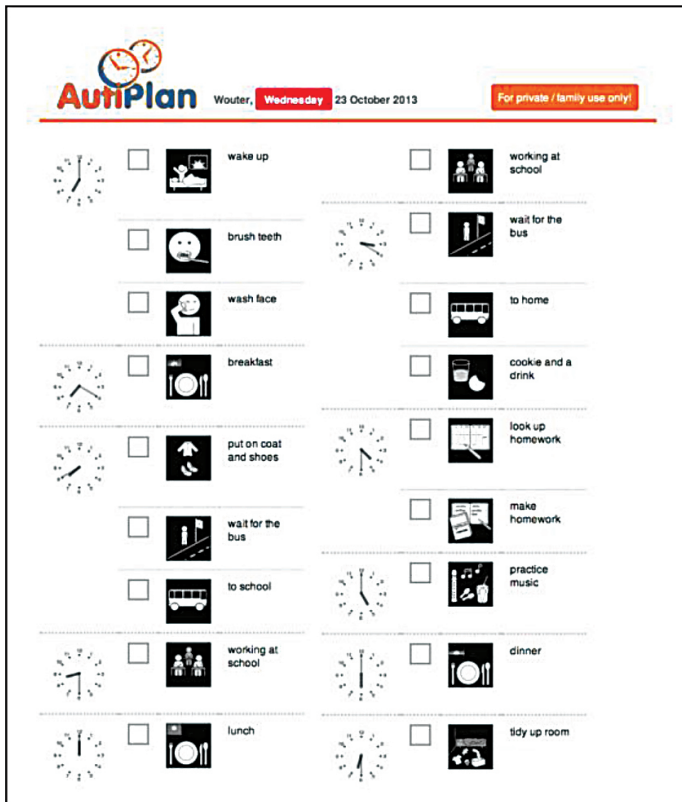 AutiPlan
Wouter, Wednesday 23 October 2013
For private / family use only!
wake up
brush teeth
wash face
breakfast
put on coat
and shoes
wait for the
bus
to school
working at
school
lunch
working at
school
wait for the
bus
to home
cookie and a
drink
look up
homework
make
homework
practice
music
dinner
tidy up room